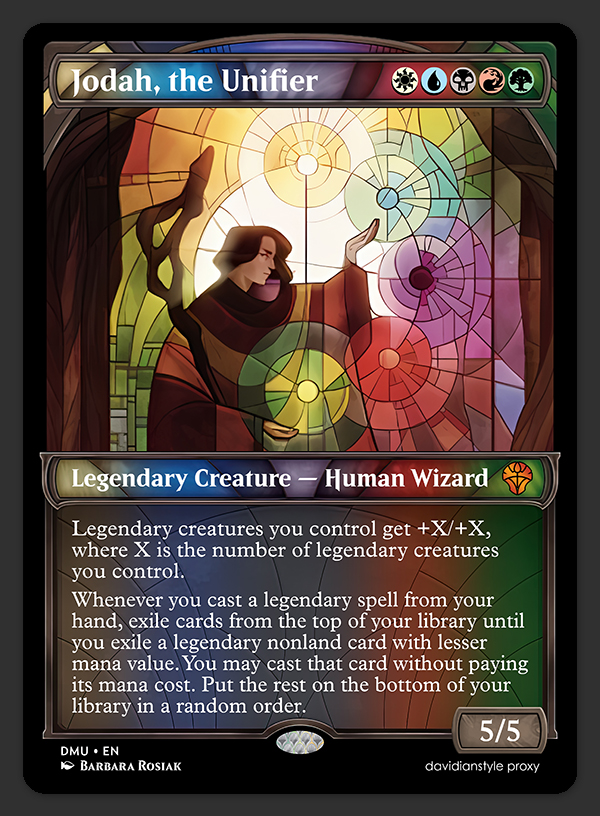 Jodah, the Unifier
Legendary Creature — Human Wizard
Legendary creatures you control get +X/+X,
where X is the number of legendary creatures
you control.
Whenever you cast a legendary spell from your
hand, exile cards from the top of your library until
you exile a legendary nonland card with lesser
mana value. You may cast that card without paying
its mana cost. Put the rest on the bottom of your
library in a random order.
5/5
DMU • EN
Barbara Rosiak
davidianstyle proxy